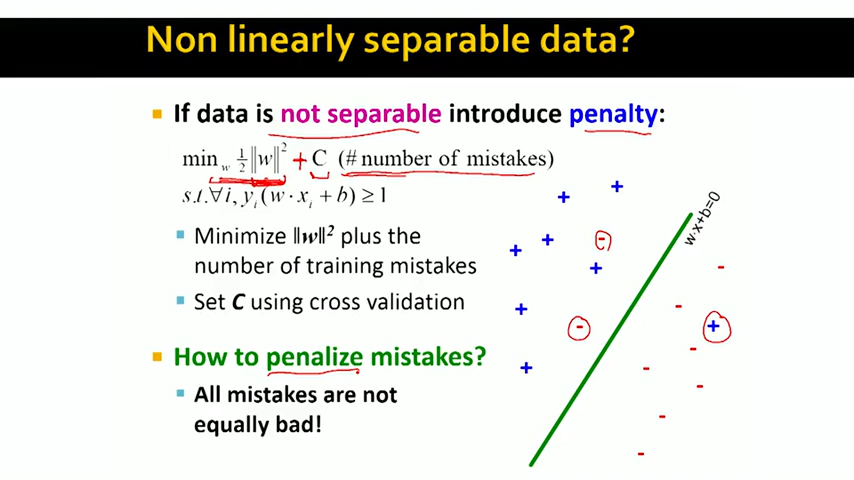 Non linearly separable data?
▪ If data is not separable introduce penalty:
min_w ½‖w‖² + C (# number of mistakes)
s.t.∀i, y_i(w · x_i + b) ≥ 1
▪ Minimize ‖w‖² plus the
number of training mistakes
▪ Set C using cross validation
▪ How to penalize mistakes?
▪ All mistakes are not
equally bad!
w·x+b=0